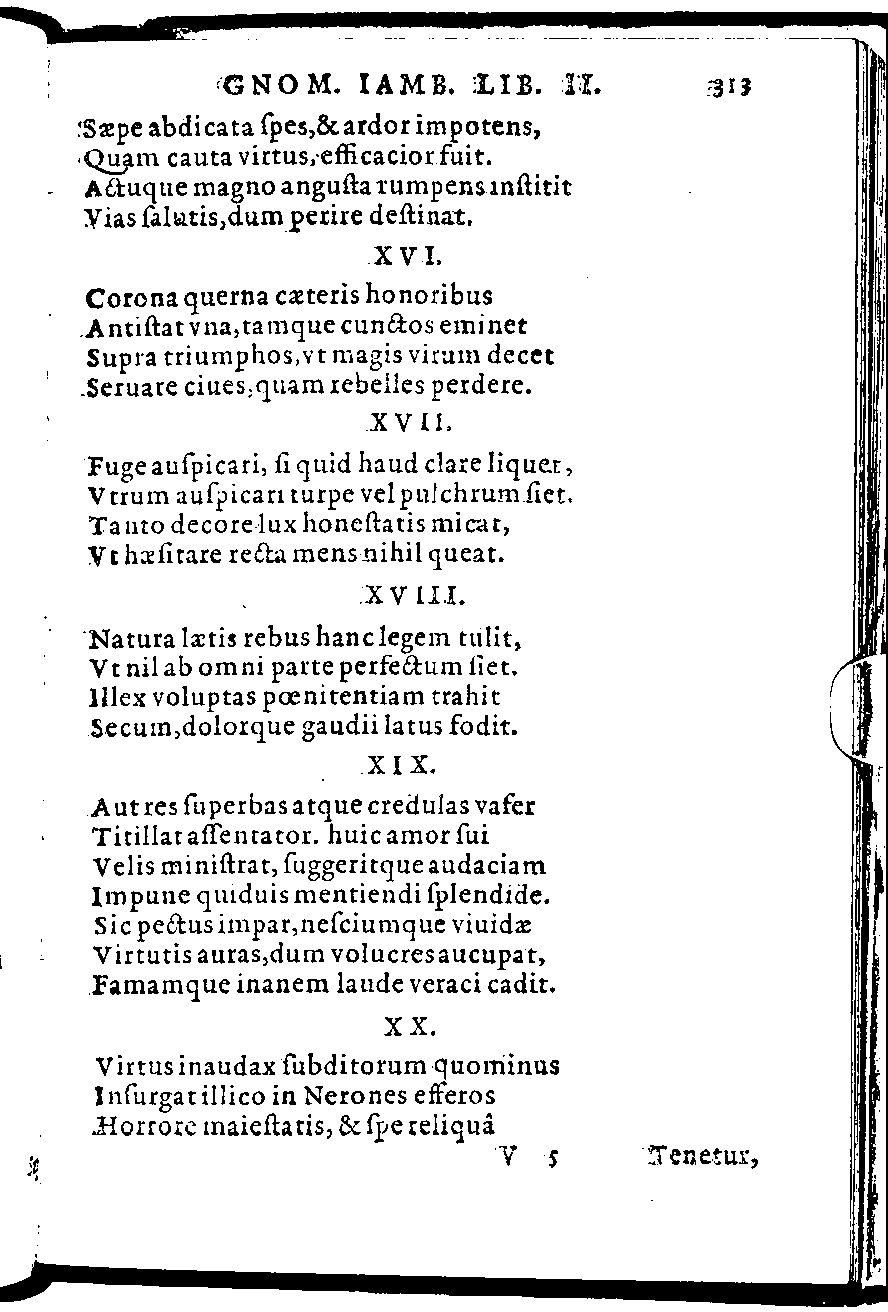 GNOM. IAMB. LIB. II. 313
Sæpe abdicata ſpes,& ardor impotens,
Quam cauta virtus, efficacior fuit.
Actuque magno anguſta rumpens inſtitit
Vias ſalutis,dum perire deſtinat.
XVI.
Corona querna cæteris honoribus
Antiſtat vna,tamque cunctos eminet
Supra triumphos,vt magis virum decet
Seruare ciues,quam rebelles perdere.
XVII.
Fuge auſpicari, ſi quid haud clare liquet,
Vtrum auſpicari turpe vel pulchrum ſiet.
Tanto decore lux honeſtatis micat,
Vt hæſitare recta mens nihil queat.
XVIII.
Natura lætis rebus hanc legem tulit,
Vt nil ab omni parte perfectum ſiet.
Illex voluptas pœnitentiam trahit
Secum,dolorque gaudii latus fodit.
XIX.
Aut res ſuperbas atque credulas vafer
Titillat aſſentator. huic amor ſui
Velis miniſtrat, ſuggeritque audaciam
Impune quiduis mentiendi ſplendide.
Sic pectus impar,neſciumque viuidæ
Virtutis auras,dum volucres aucupat,
Famamque inanem laude veraci cadit.
XX.
Virtus inaudax ſubditorum quominus
Inſurgat illico in Nerones efferos
Horrore maieſtatis, & ſpe reliquâ
V 5 Tenetur,